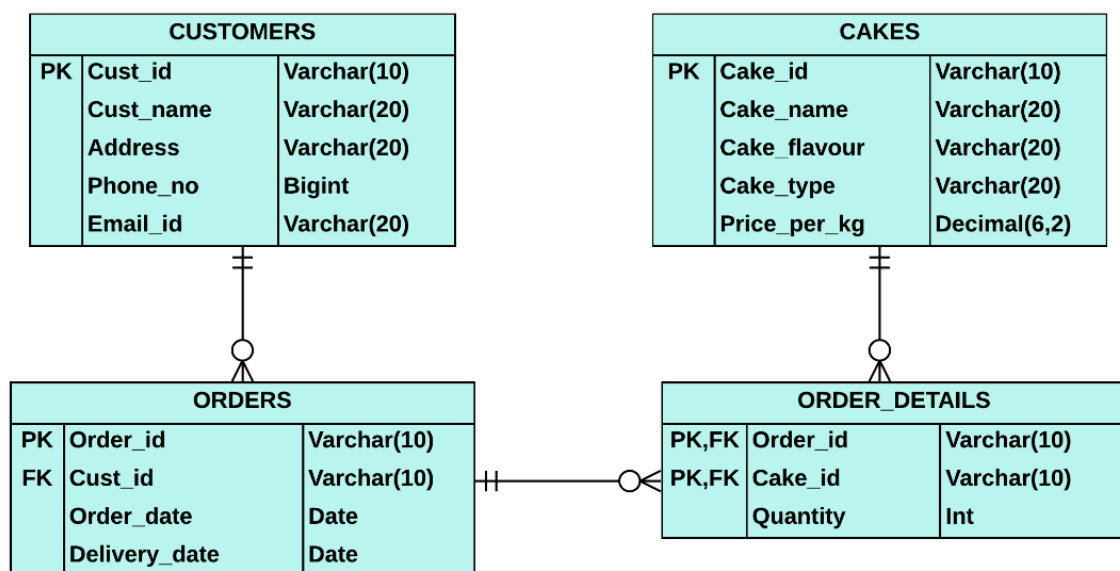 CUSTOMERS
PK Cust_id Varchar(10)
Cust_name Varchar(20)
Address Varchar(20)
Phone_no Bigint
Email_id Varchar(20)
CAKES
PK Cake_id Varchar(10)
Cake_name Varchar(20)
Cake_flavour Varchar(20)
Cake_type Varchar(20)
Price_per_kg Decimal(6,2)
ORDERS
PK Order_id Varchar(10)
FK Cust_id Varchar(10)
Order_date Date
Delivery_date Date
ORDER_DETAILS
PK,FK Order_id Varchar(10)
PK,FK Cake_id Varchar(10)
Quantity Int